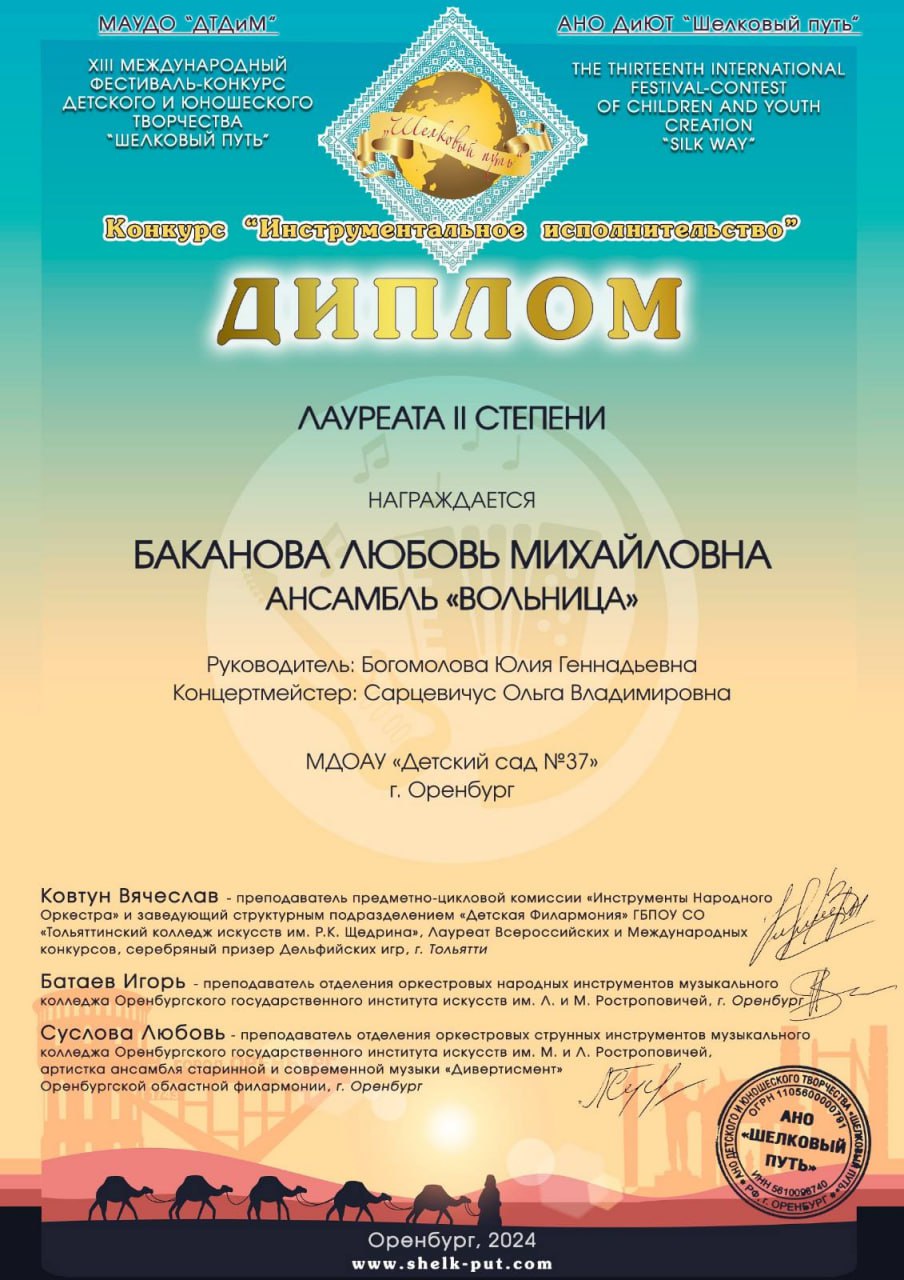 МАУДО "ДТДиМ"
АНО ДиЮТ "Шелковый путь"
XIII МЕЖДУНАРОДНЫЙ
ФЕСТИВАЛЬ-КОНКУРС
ДЕТСКОГО И ЮНОШЕСКОГО
ТВОРЧЕСТВА
"ШЕЛКОВЫЙ ПУТЬ"
THE THIRTEENTH INTERNATIONAL
FESTIVAL-CONTEST
OF CHILDREN AND YOUTH
CREATION
"SILK WAY"
"Шелковый путь"
Конкурс "Инструментальное исполнительство"
ДИПЛОМ
ЛАУРЕАТА II СТЕПЕНИ
НАГРАЖДАЕТСЯ
БАКАНОВА ЛЮБОВЬ МИХАЙЛОВНА
АНСАМБЛЬ «ВОЛЬНИЦА»
Руководитель: Богомолова Юлия Геннадьевна
Концертмейстер: Сарцевичус Ольга Владимировна
МДОАУ «Детский сад №37»
г. Оренбург
Ковтун Вячеслав - преподаватель предметно-цикловой комиссии «Инструменты Народного
Оркестра» и заведующий структурным подразделением «Детская Филармония» ГБПОУ СО
«Тольяттинский колледж искусств им. Р.К. Щедрина», Лауреат Всероссийских и Международных
конкурсов, серебряный призер Дельфийских игр, г. Тольятти
Батаев Игорь - преподаватель отделения оркестровых народных инструментов музыкального
колледжа Оренбургского государственного института искусств им. Л. и М. Ростроповичей, г. Оренбург
Суслова Любовь - преподаватель отделения оркестровых струнных инструментов музыкального
колледжа Оренбургского государственного института искусств им. М. и Л. Ростроповичей,
артистка ансамбля старинной и современной музыки «Дивертисмент»
Оренбургской областной филармонии, г. Оренбург
АНО ДЕТСКОГО И ЮНОШЕСКОГО ТВОРЧЕСТВА «ШЕЛКОВЫЙ ПУТЬ»
ОГРН 1105600000791
АНО
«ШЕЛКОВЫЙ
ПУТЬ»
ИНН 5610096740
РФ, г. ОРЕНБУРГ
Оренбург, 2024
www.shelk-put.com